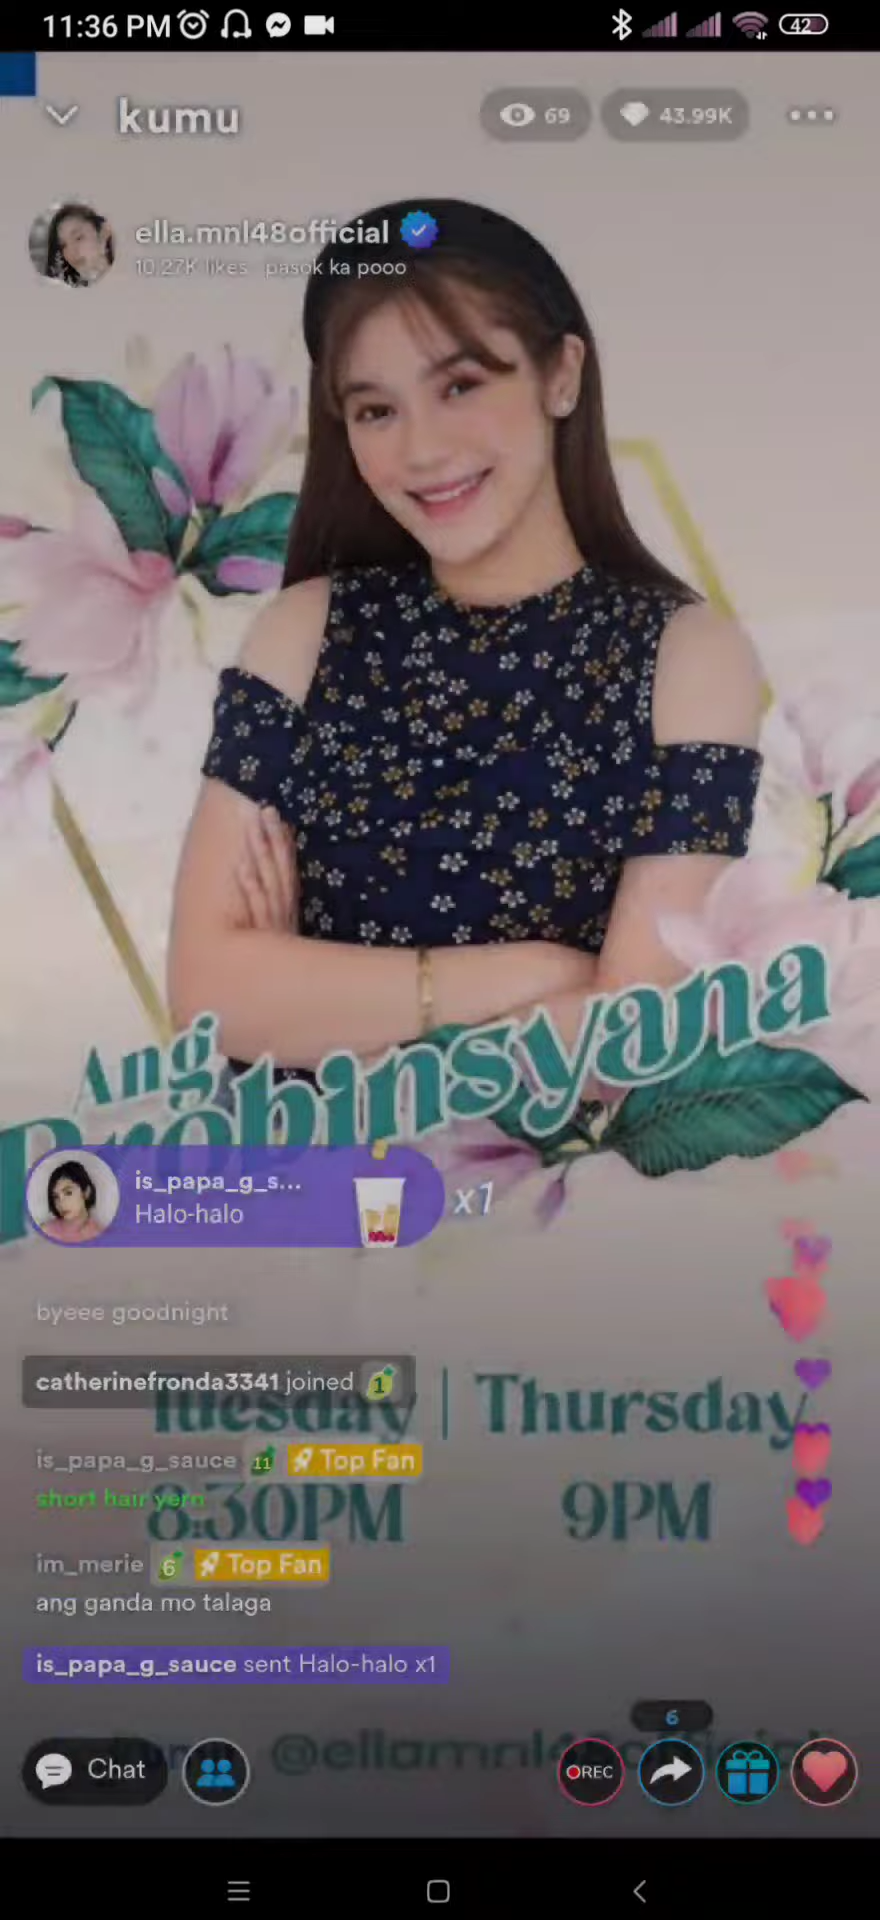 11:36 PM
42
kumu
69
43.99K
ella.mnl48official
10.27K likes pasok ka pooo
Ang
Probinsyana
is_papa_g_s...
Halo-halo
x1
byeee goodnight
catherinefronda3341 joined 1
Tuesday | Thursday
is_papa_g_sauce 11 Top Fan
short hair yern
8:30PM 9PM
im_merie 6 Top Fan
ang ganda mo talaga
is_papa_g_sauce sent Halo-halo x1
6
@ellamnl48official
Chat
REC